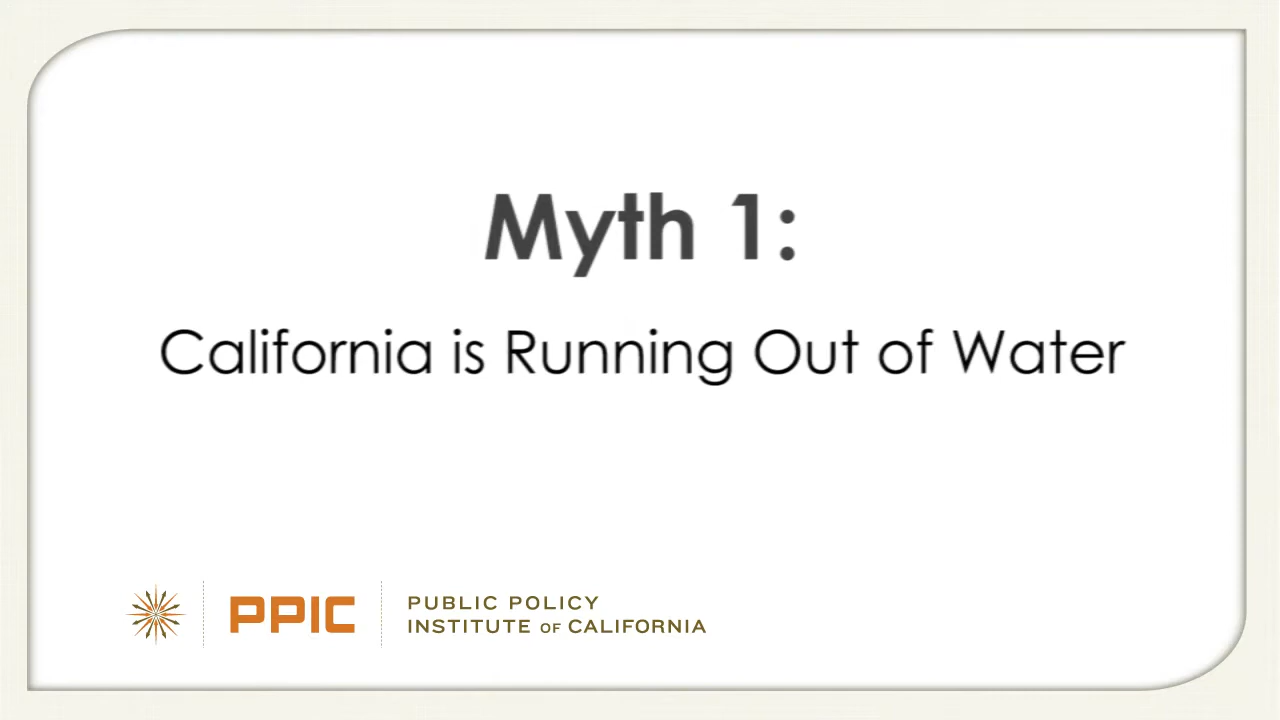 Myth 1:
California is Running Out of Water
PPIC
PUBLIC POLICY
INSTITUTE OF CALIFORNIA